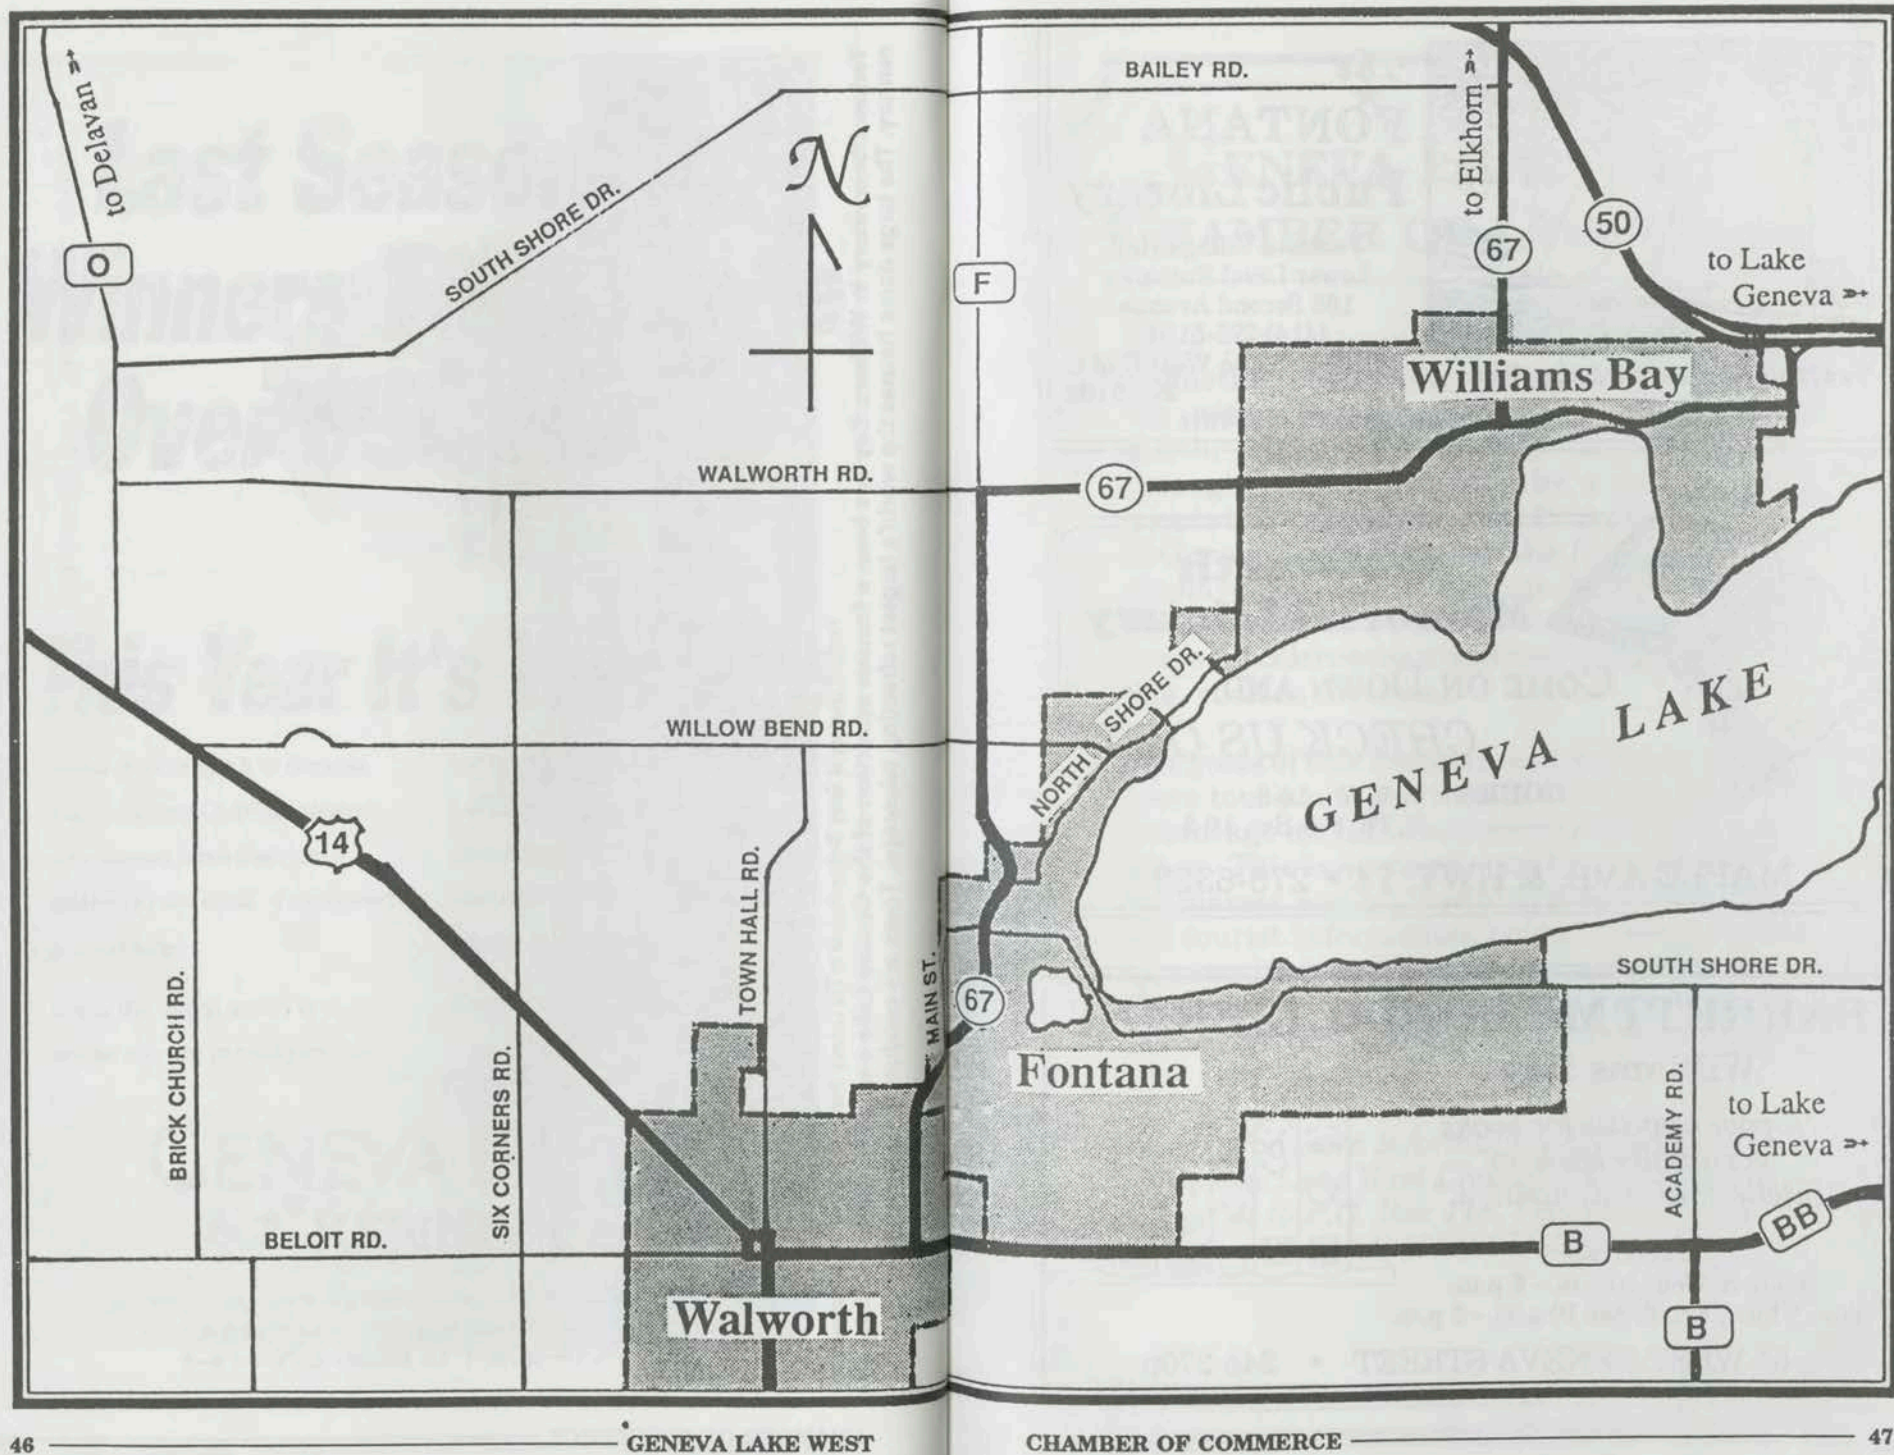 BAILEY RD.
to Delavan
to Elkhorn
SOUTH SHORE DR.
N
O
F
67
50
to Lake
Geneva
Williams Bay
WALWORTH RD.
67
NORTH SHORE DR.
WILLOW BEND RD.
GENEVA LAKE
14
TOWN HALL RD.
MAIN ST.
67
SOUTH SHORE DR.
BRICK CHURCH RD.
SIX CORNERS RD.
Fontana
ACADEMY RD.
to Lake
Geneva
BELOIT RD.
B
BB
Walworth
B
46 GENEVA LAKE WEST
CHAMBER OF COMMERCE 47